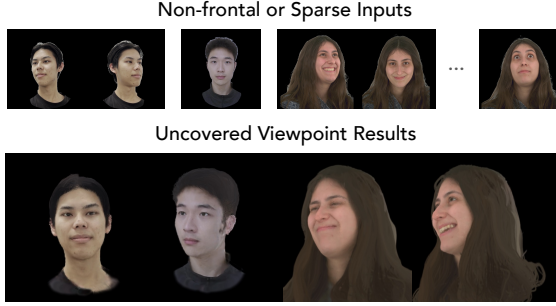 Non-frontal or Sparse Inputs
...
Uncovered Viewpoint Results